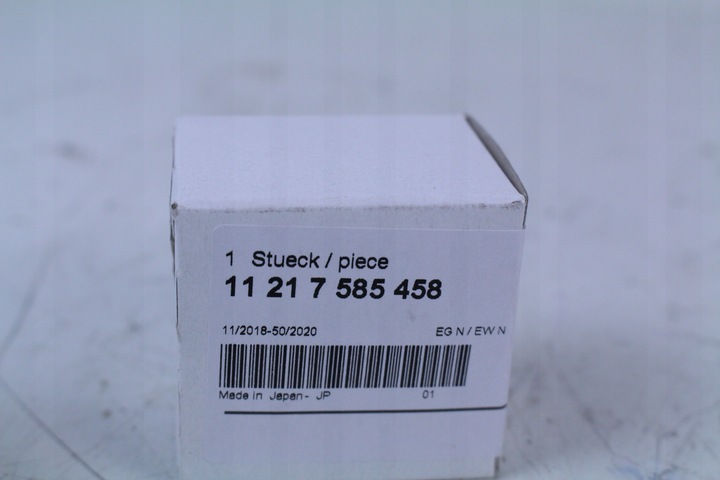 1 Stueck / piece
11 21 7 585 458
11/2018-50/2020 EG N / EW N
Made in Japan - JP 01